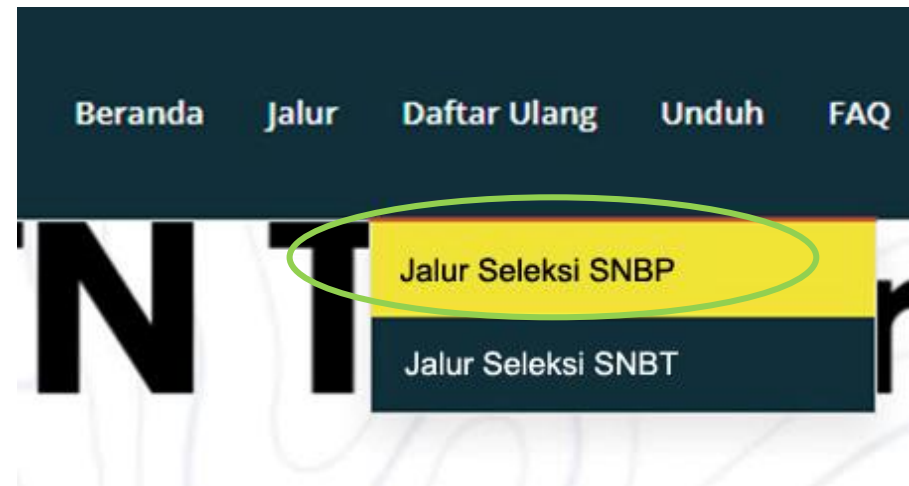 Beranda Jalur Daftar Ulang Unduh FAQ
N T
Jalur Seleksi SNBP
Jalur Seleksi SNBT